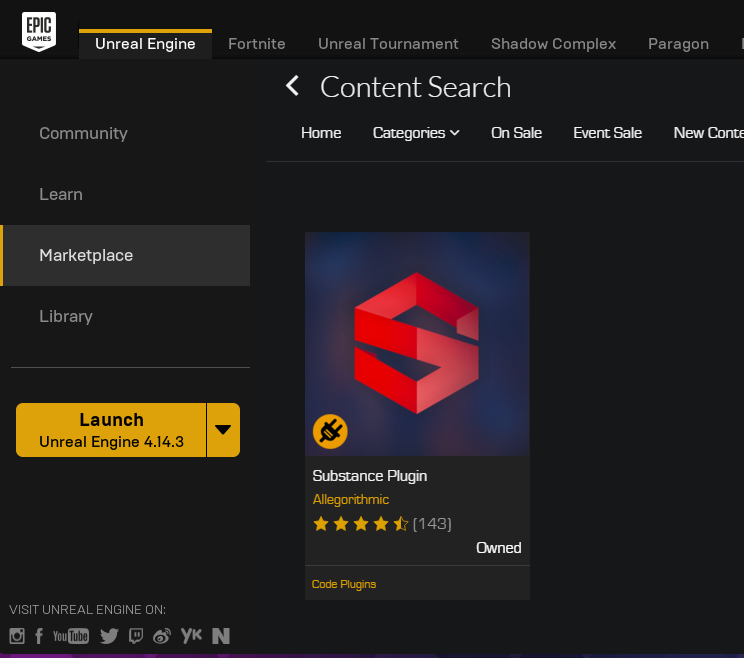 EPIC
GAMES
Unreal Engine
Fortnite
Unreal Tournament
Shadow Complex
Paragon
Content Search
Home
Categories
On Sale
Event Sale
New Conte
Community
Learn
Marketplace
Library
Launch
Unreal Engine 4.14.3
Substance Plugin
Allegorithmic
(143)
Owned
Code Plugins
VISIT UNREAL ENGINE ON:
You Tube